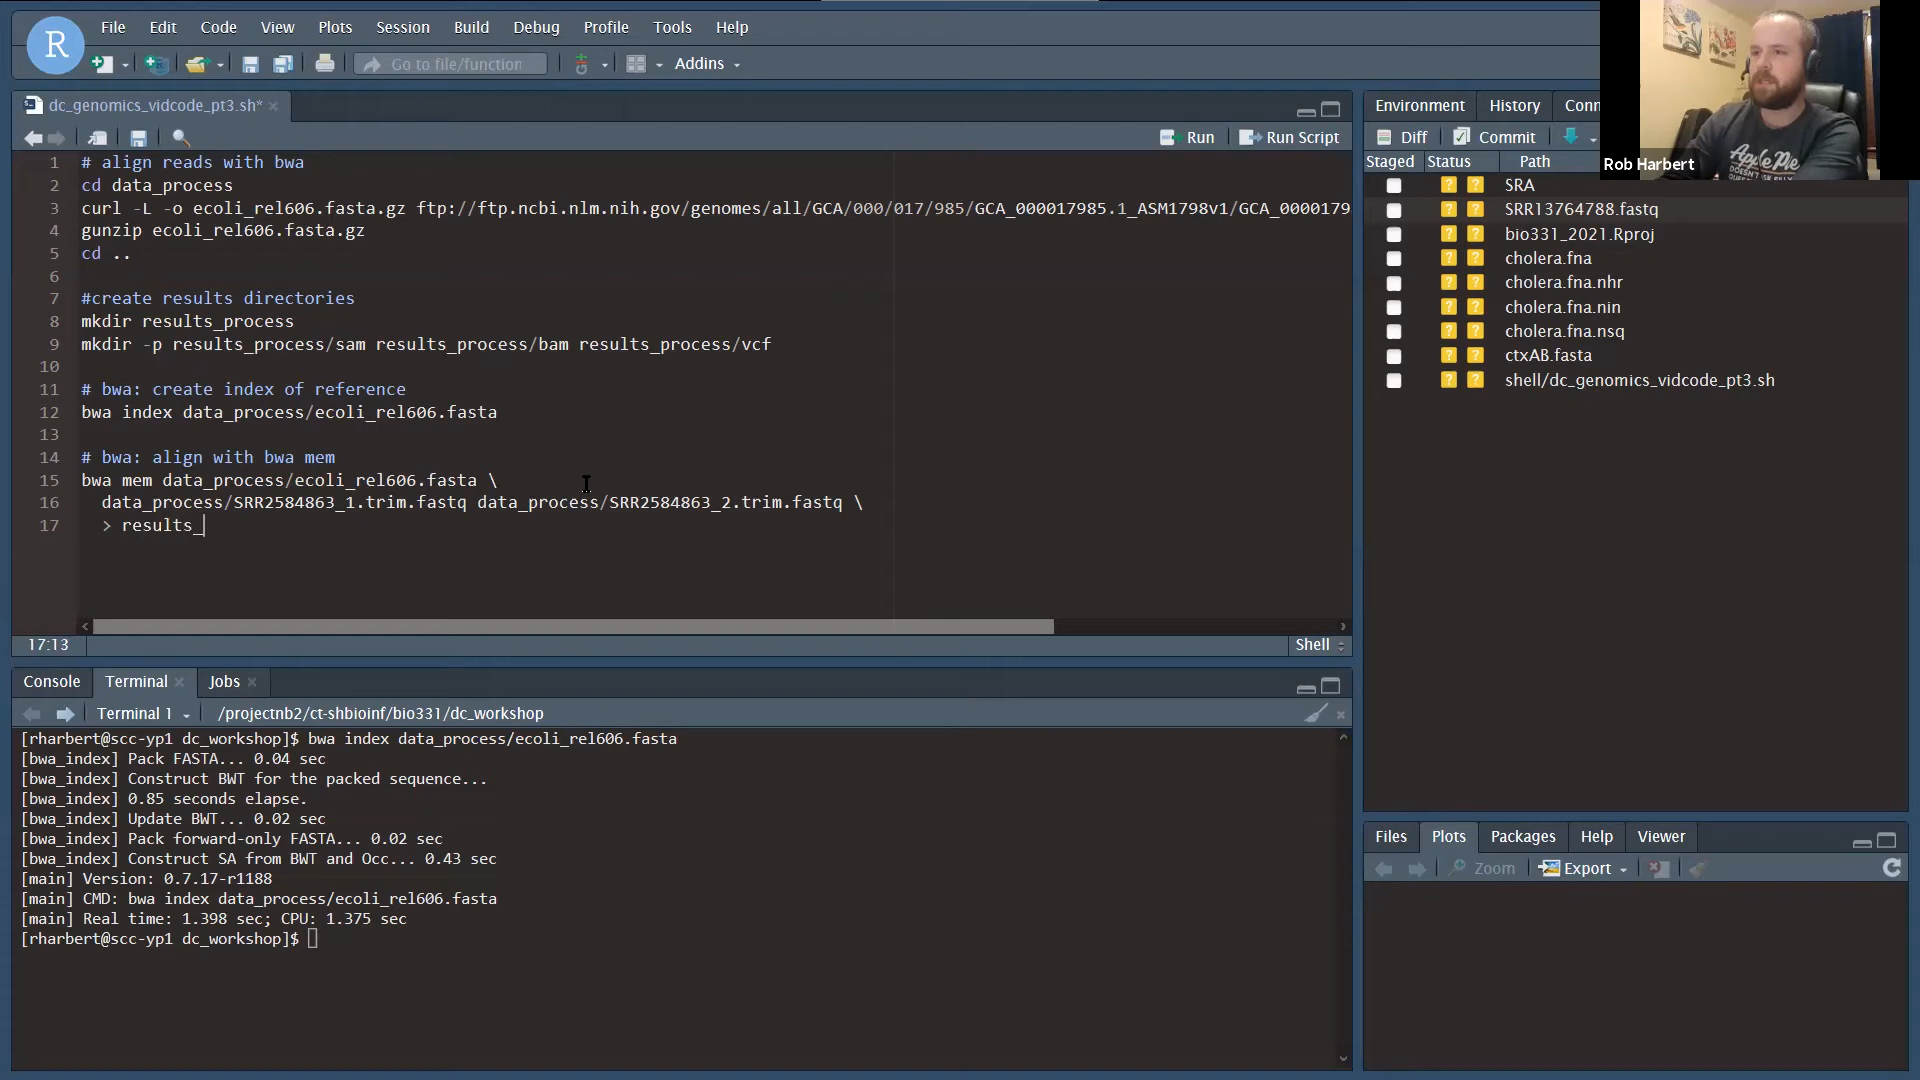 R File Edit Code View Plots Session Build Debug Profile Tools Help
Go to file/function Addins
dc_genomics_vidcode_pt3.sh*
Run Run Script
1 # align reads with bwa
2 cd data_process
3 curl -L -o ecoli_rel606.fasta.gz ftp://ftp.ncbi.nlm.nih.gov/genomes/all/GCA/000/017/985/GCA_000017985.1_ASM1798v1/GCA_0000179
4 gunzip ecoli_rel606.fasta.gz
5 cd ..
6
7 #create results directories
8 mkdir results_process
9 mkdir -p results_process/sam results_process/bam results_process/vcf
10
11 # bwa: create index of reference
12 bwa index data_process/ecoli_rel606.fasta
13
14 # bwa: align with bwa mem
15 bwa mem data_process/ecoli_rel606.fasta \
16 data_process/SRR2584863_1.trim.fastq data_process/SRR2584863_2.trim.fastq \
17 > results_
17:13 Shell
Console Terminal Jobs
Terminal 1 /projectnb2/ct-shbioinf/bio331/dc_workshop
[rharbert@scc-yp1 dc_workshop]$ bwa index data_process/ecoli_rel606.fasta
[bwa_index] Pack FASTA... 0.04 sec
[bwa_index] Construct BWT for the packed sequence...
[bwa_index] 0.85 seconds elapse.
[bwa_index] Update BWT... 0.02 sec
[bwa_index] Pack forward-only FASTA... 0.02 sec
[bwa_index] Construct SA from BWT and Occ... 0.43 sec
[main] Version: 0.7.17-r1188
[main] CMD: bwa index data_process/ecoli_rel606.fasta
[main] Real time: 1.398 sec; CPU: 1.375 sec
[rharbert@scc-yp1 dc_workshop]$
Environment History Conn
Diff Commit
Staged Status Path
? ? SRA
? ? SRR13764788.fastq
? ? bio331_2021.Rproj
? ? cholera.fna
? ? cholera.fna.nhr
? ? cholera.fna.nin
? ? cholera.fna.nsq
? ? ctxAB.fasta
? ? shell/dc_genomics_vidcode_pt3.sh
Files Plots Packages Help Viewer
Zoom Export
Apple Pie
Rob Harbert